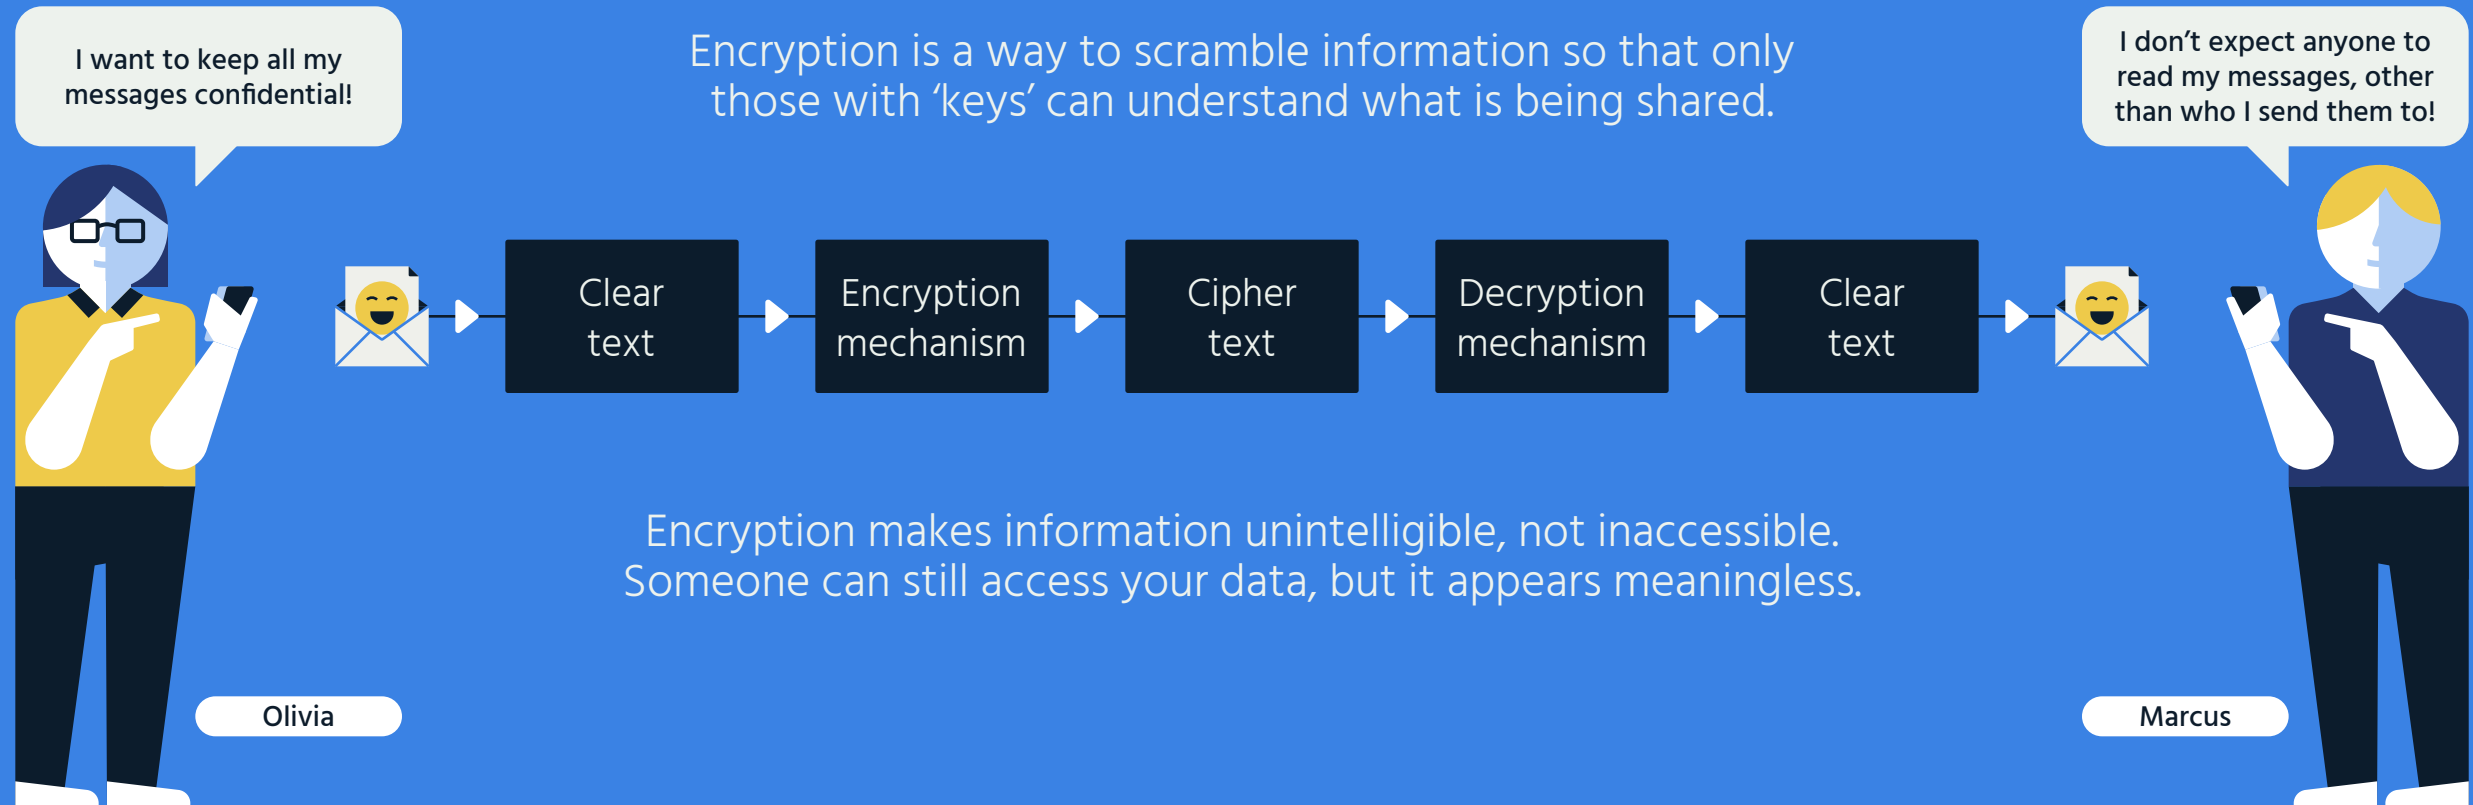 I want to keep all my
messages confidential!
Encryption is a way to scramble information so that only
those with ‘keys’ can understand what is being shared.
I don’t expect anyone to
read my messages, other
than who I send them to!
Clear
text
Encryption
mechanism
Cipher
text
Decryption
mechanism
Clear
text
Encryption makes information unintelligible, not inaccessible.
Someone can still access your data, but it appears meaningless.
Olivia
Marcus